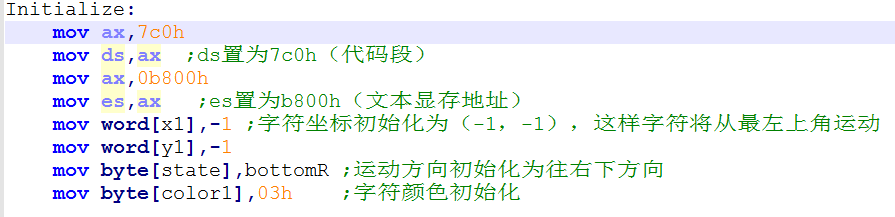 Initialize:
mov ax,7c0h
mov ds,ax ;ds置为7c0h（代码段）
mov ax,0b800h
mov es,ax ;es置为b800h（文本显存地址）
mov word[x1],-1 ;字符坐标初始化为（-1，-1），这样字符将从最左上角运动
mov word[y1],-1
mov byte[state],bottomR ;运动方向初始化为往右下方向
mov byte[color1],03h ;字符颜色初始化